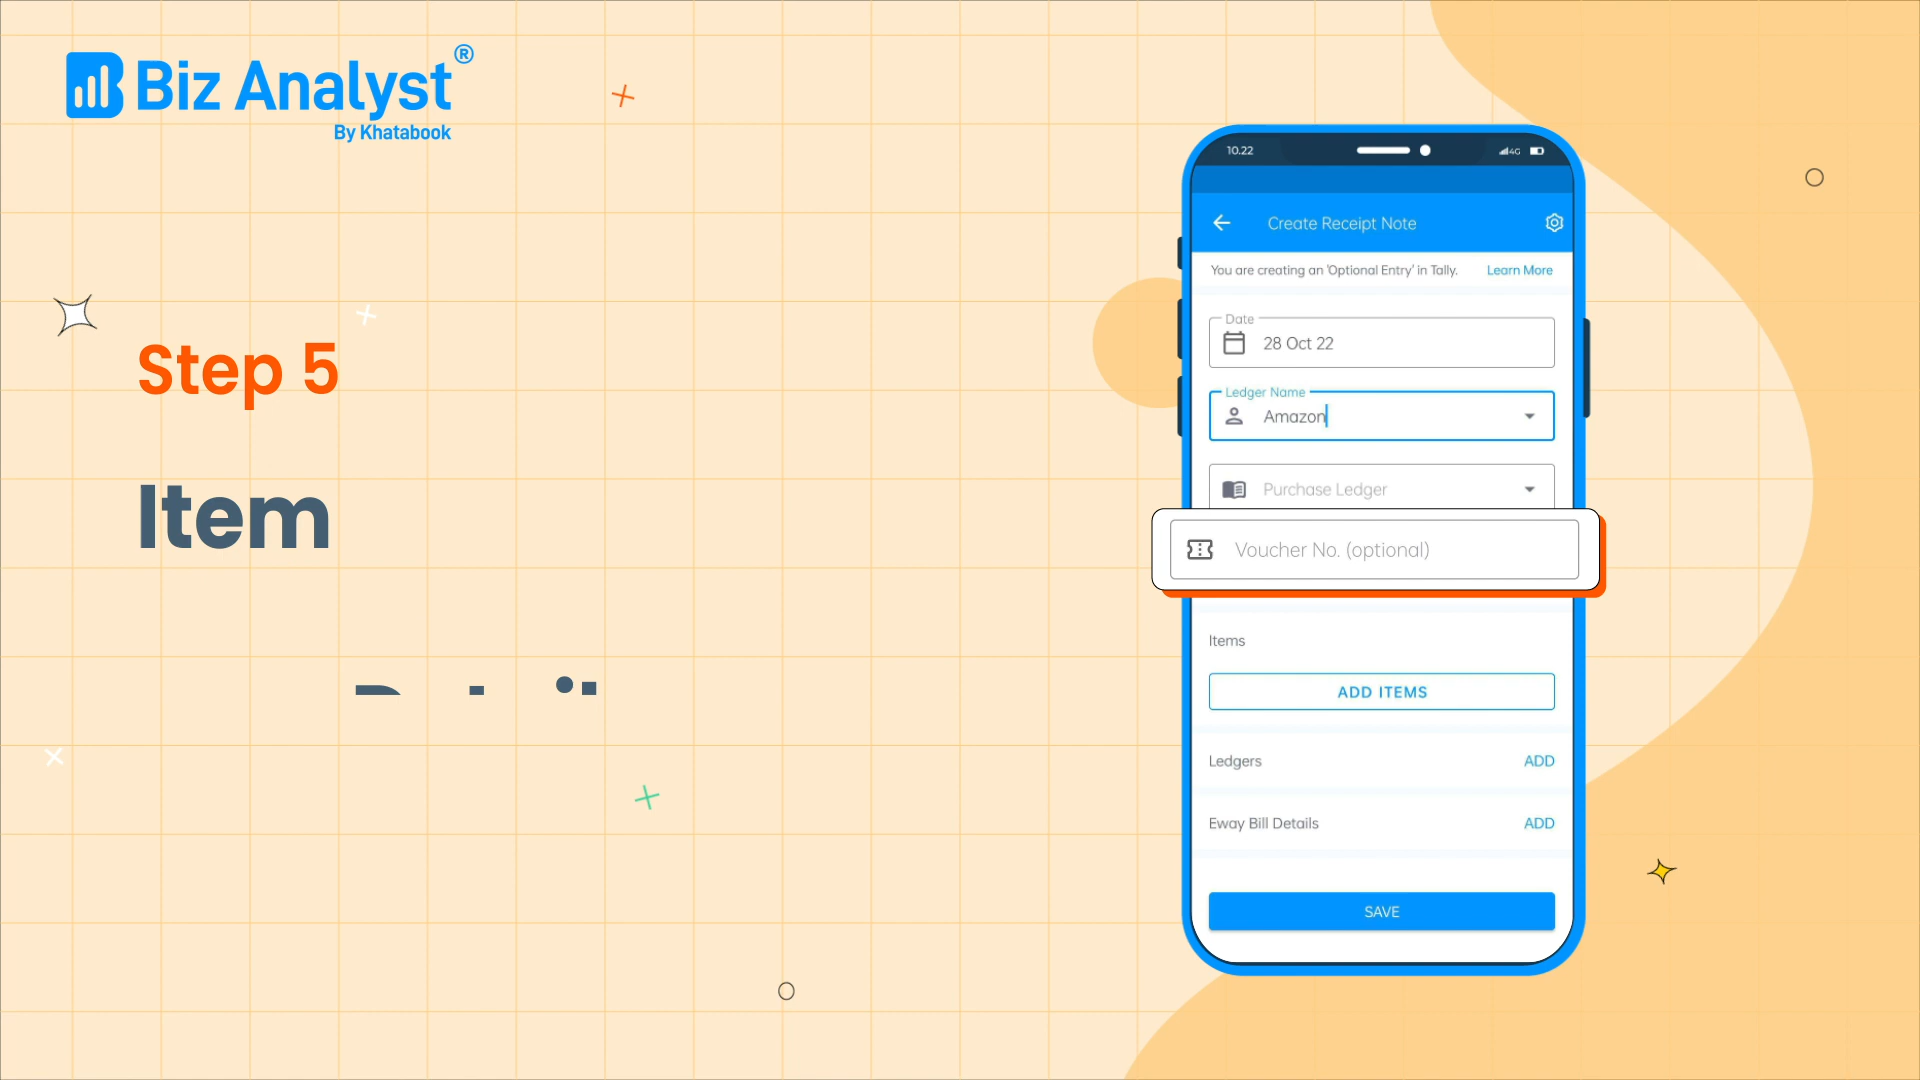 Biz Analyst®
By Khatabook
Step 5
Item
10.22
4G
Create Receipt Note
You are creating an 'Optional Entry' in Tally. Learn More
Date
28 Oct 22
Ledger Name
Amazon
Purchase Ledger
Voucher No. (optional)
Items
ADD ITEMS
Ledgers ADD
Eway Bill Details ADD
SAVE